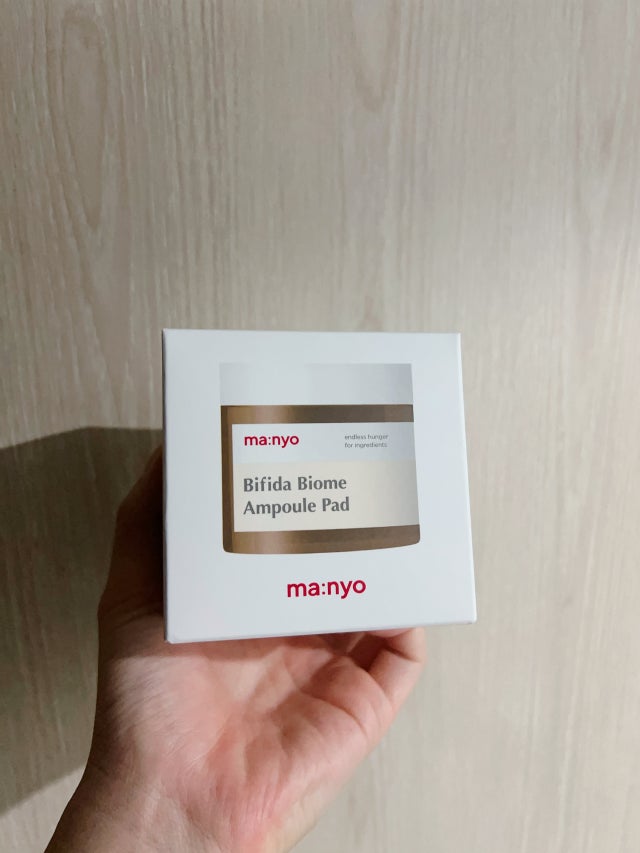 ma:nyo
endless hunger
for ingredients
Bifida Biome
Ampoule Pad
ma:nyo